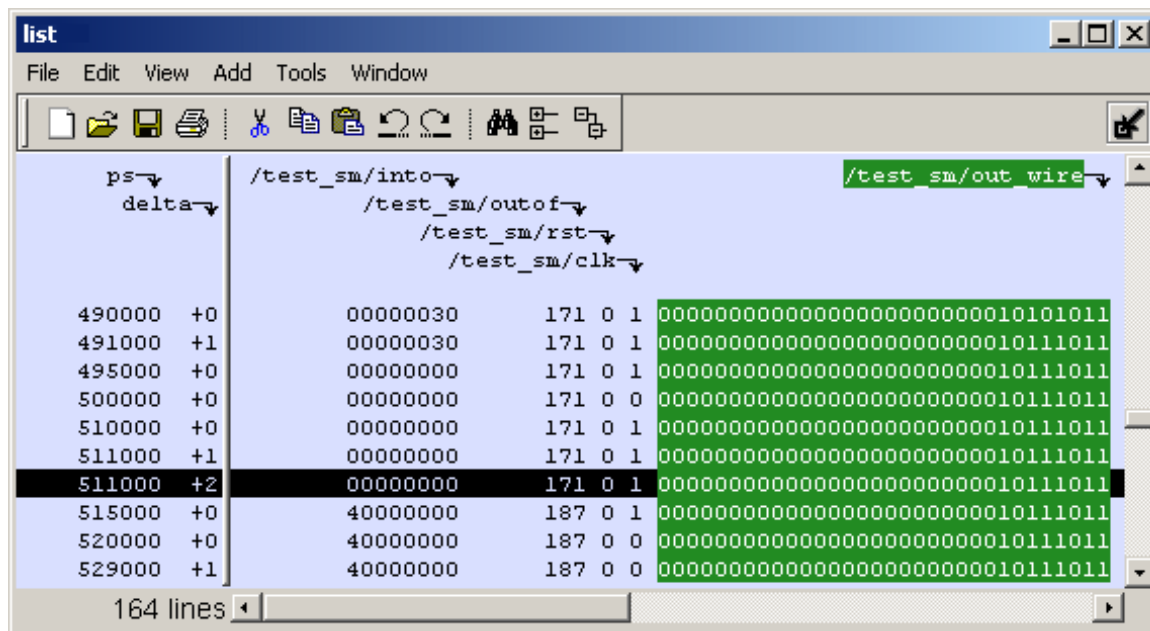 list
File Edit View Add Tools Window
ps /test_sm/into /test_sm/out_wire
delta /test_sm/outof
/test_sm/rst
/test_sm/clk
490000 +0 00000030 171 0 1 00000000000000000000000010101011
491000 +1 00000030 171 0 1 00000000000000000000000010111011
495000 +0 00000000 171 0 1 00000000000000000000000010111011
500000 +0 00000000 171 0 0 00000000000000000000000010111011
510000 +0 00000000 171 0 1 00000000000000000000000010111011
511000 +1 00000000 171 0 1 00000000000000000000000010111011
511000 +2 00000000 171 0 1 00000000000000000000000010111011
515000 +0 40000000 187 0 1 00000000000000000000000010111011
520000 +0 40000000 187 0 0 00000000000000000000000010111011
529000 +1 40000000 187 0 0 00000000000000000000000010111011
164 lines